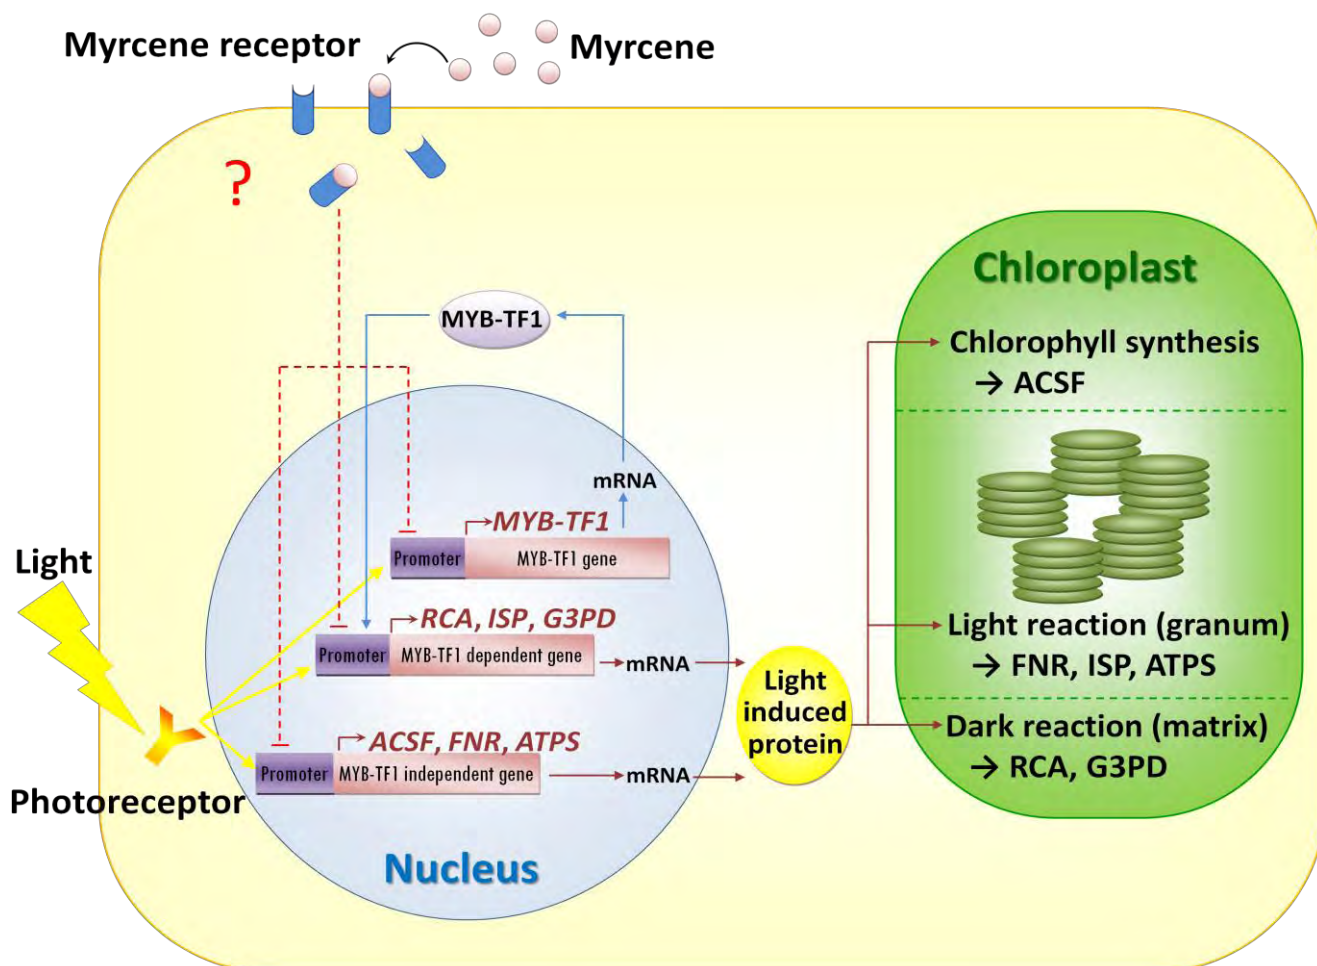 Myrcene receptor
Myrcene
?
Chloroplast
Chlorophyll synthesis
→ ACSF
MYB-TF1
mRNA
MYB-TF1
Promoter
MYB-TF1 gene
Light
RCA, ISP, G3PD
Promoter
MYB-TF1 dependent gene
mRNA
Light
induced
protein
Light reaction (granum)
→ FNR, ISP, ATPS
Dark reaction (matrix)
→ RCA, G3PD
ACSF, FNR, ATPS
Promoter
MYB-TF1 independent gene
mRNA
Photoreceptor
Nucleus